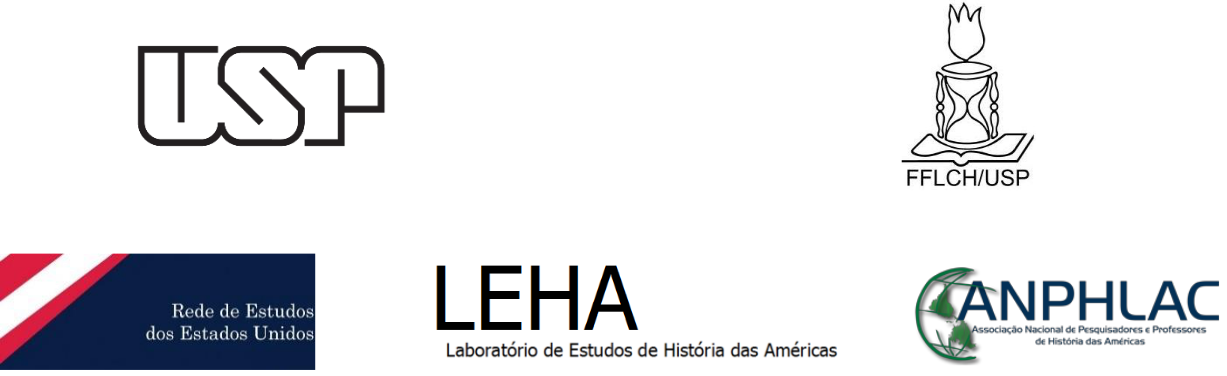 USP
FFLCH/USP
Rede de Estudos
dos Estados Unidos
LEHA
Laboratório de Estudos de História das Américas
ANPHLAC
Associação Nacional de Pesquisadores e Professores
de História das Américas